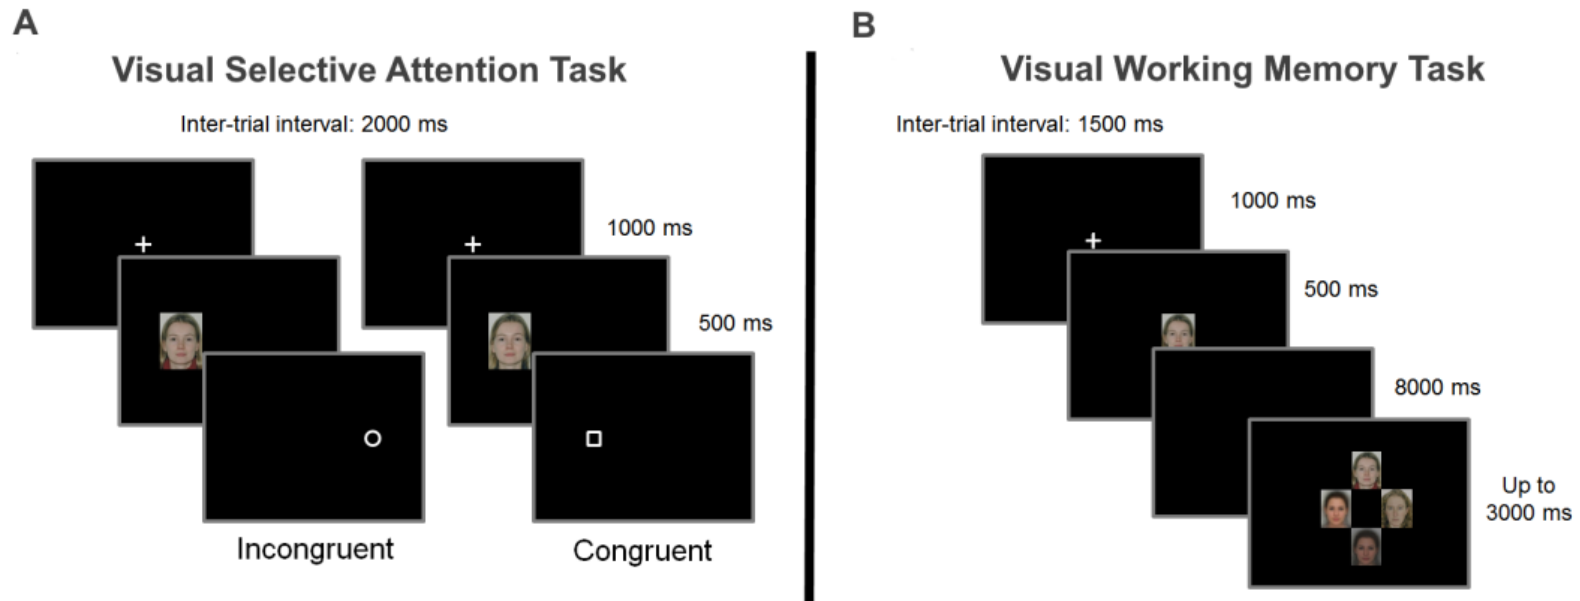 A
Visual Selective Attention Task
Inter-trial interval: 2000 ms
1000 ms
500 ms
Incongruent
Congruent
B
Visual Working Memory Task
Inter-trial interval: 1500 ms
1000 ms
500 ms
8000 ms
Up to
3000 ms